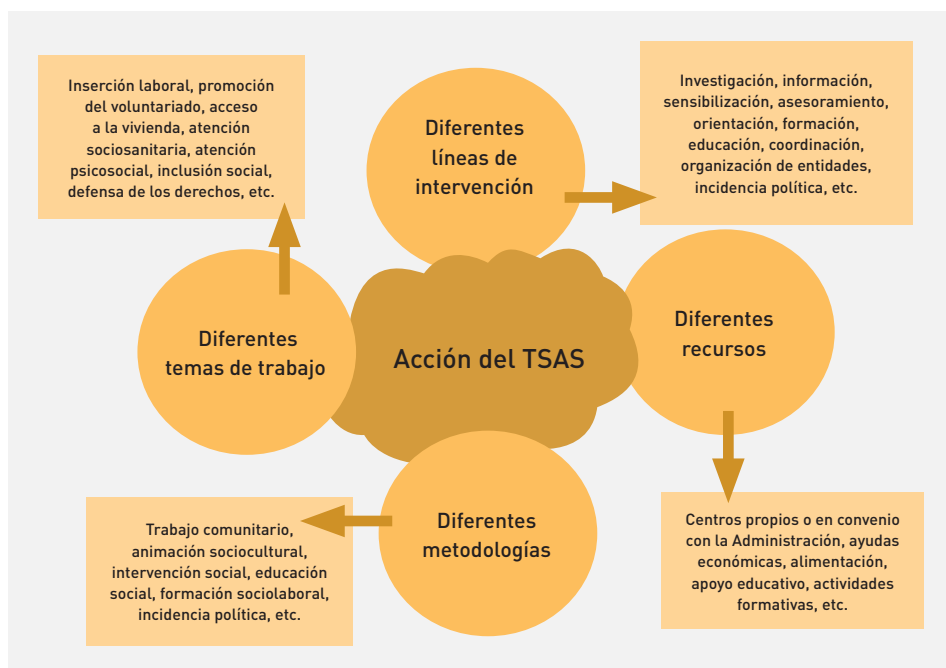 Inserción laboral, promoción
del voluntariado, acceso
a la vivienda, atención
sociosanitaria, atención
psicosocial, inclusión social,
defensa de los derechos, etc.
Diferentes
líneas de
intervención
Investigación, información,
sensibilización, asesoramiento,
orientación, formación,
educación, coordinación,
organización de entidades,
incidencia política, etc.
Diferentes
temas de trabajo
Acción del TSAS
Diferentes
recursos
Trabajo comunitario,
animación sociocultural,
intervención social, educación
social, formación sociolaboral,
incidencia política, etc.
Diferentes
metodologías
Centros propios o en convenio
con la Administración, ayudas
económicas, alimentación,
apoyo educativo, actividades
formativas, etc.